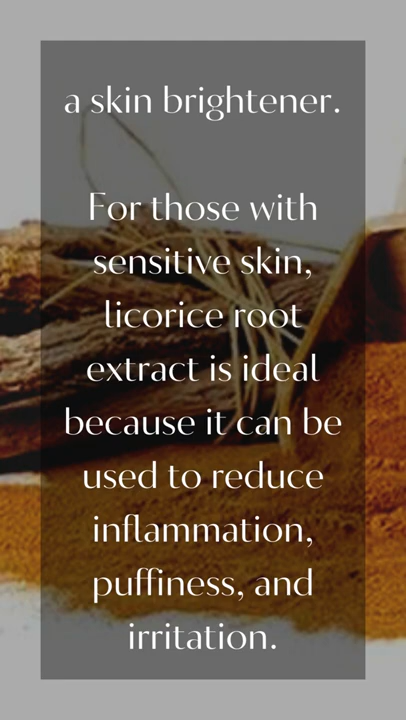 a skin brightener.
For those with
sensitive skin,
licorice root
extract is ideal
because it can be
used to reduce
inflammation,
puffiness, and
irritation.